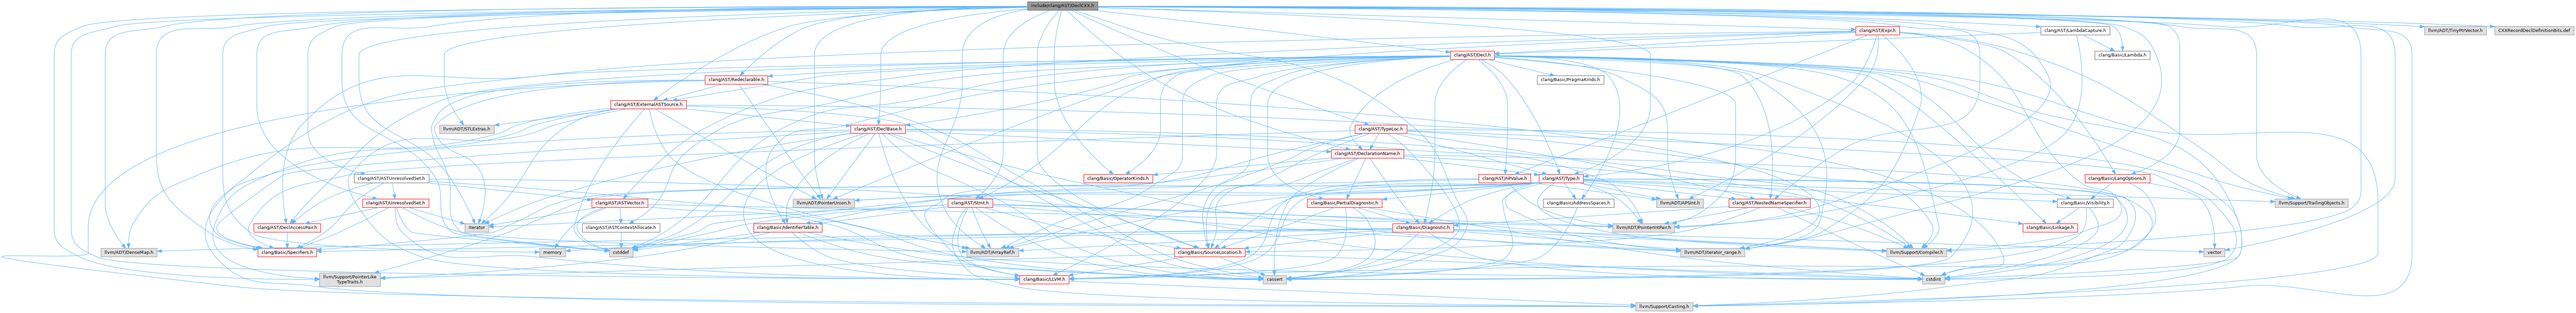 include/clang/AST/DeclCXX.h
clang/AST/Expr.h
clang/AST/LambdaCapture.h
llvm/ADT/TinyPtrVector.h
CXXRecordDeclDefinitionBits.def
clang/AST/Decl.h
clang/Basic/Lambda.h
clang/AST/Redeclarable.h
clang/Basic/PragmaKinds.h
clang/AST/ExternalASTSource.h
llvm/ADT/STLExtras.h
clang/AST/DeclBase.h
clang/AST/TypeLoc.h
clang/AST/DeclarationName.h
clang/AST/ASTUnresolvedSet.h
clang/Basic/OperatorKinds.h
clang/AST/APValue.h
clang/AST/Type.h
clang/Basic/LangOptions.h
clang/AST/UnresolvedSet.h
clang/AST/ASTVector.h
llvm/ADT/PointerUnion.h
clang/AST/Stmt.h
clang/Basic/PartialDiagnostic.h
clang/Basic/AddressSpaces.h
llvm/ADT/APSInt.h
clang/AST/NestedNameSpecifier.h
clang/Basic/Visibility.h
llvm/Support/TrailingObjects.h
clang/AST/DeclAccessPair.h
iterator
clang/AST/ASTContextAllocate.h
clang/Basic/IdentifierTable.h
clang/Basic/Diagnostic.h
llvm/ADT/PointerIntPair.h
clang/Basic/Linkage.h
llvm/ADT/DenseMap.h
clang/Basic/Specifiers.h
memory
cstddef
llvm/ADT/ArrayRef.h
clang/Basic/SourceLocation.h
llvm/ADT/iterator_range.h
llvm/Support/Compiler.h
vector
llvm/Support/PointerLike
TypeTraits.h
clang/Basic/LLVM.h
cassert
cstdint
llvm/Support/Casting.h